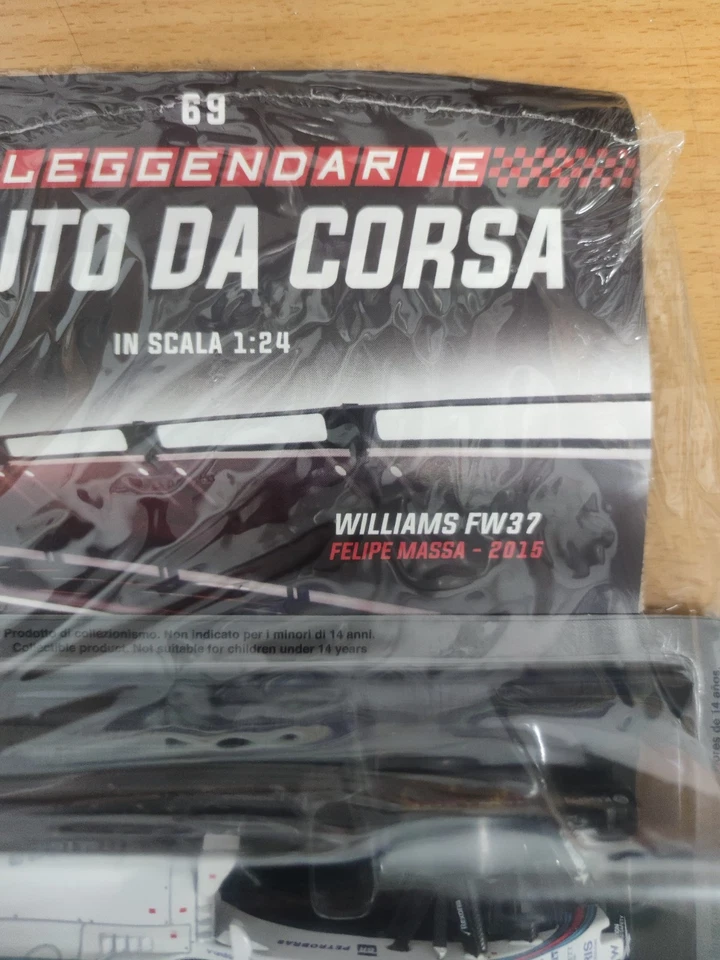 69
LEGGENDARIE
UTO DA CORSA
IN SCALA 1:24
WILLIAMS FW37
FELIPE MASSA - 2015
Prodotto di collezionismo. Non indicato per i minori di 14 anni.
Collectible product. Not suitable for children under 14 years
PETROBRAS